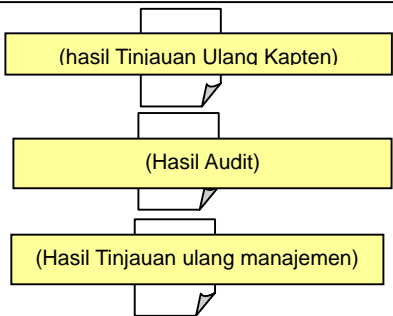 (hasil Tinjauan Ulang Kapten)
(Hasil Audit)
(Hasil Tinjauan ulang manajemen)